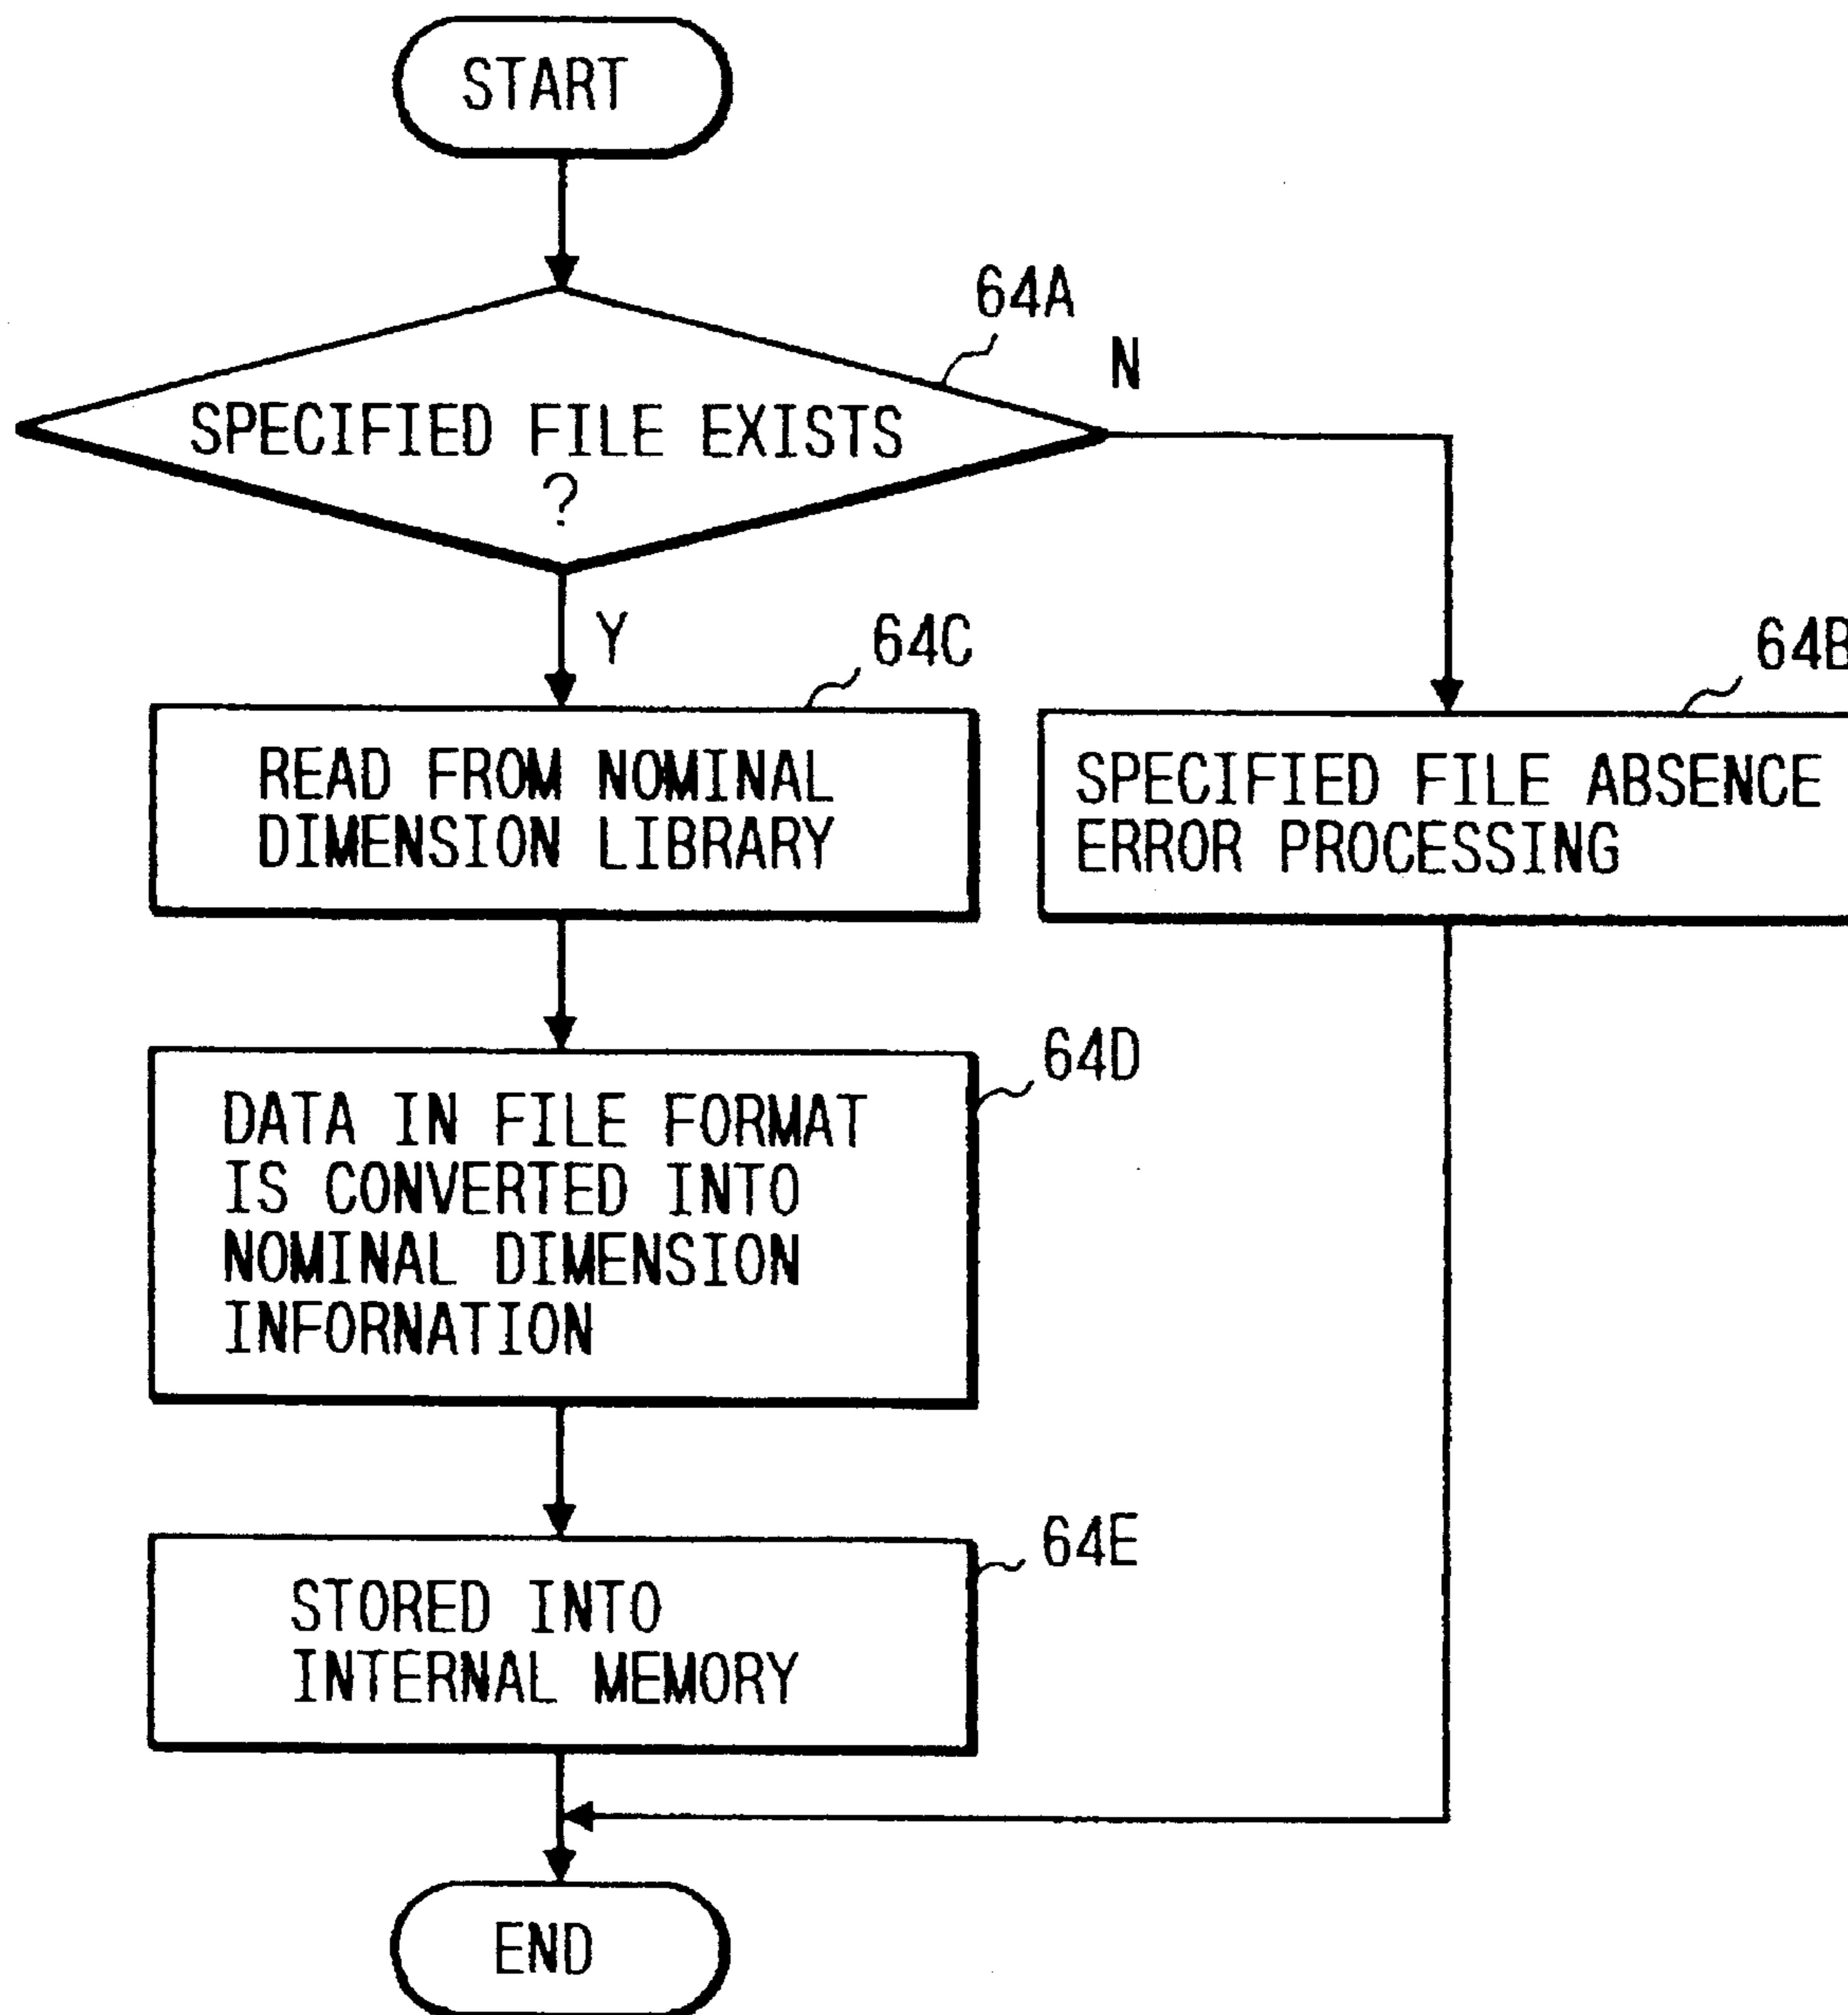 START
64A
N
SPECIFIED FILE EXISTS
?
Y
64C
64B
READ FROM NOMINAL
DIMENSION LIBRARY
SPECIFIED FILE ABSENCE
ERROR PROCESSING
64D
DATA IN FILE FORMAT
IS CONVERTED INTO
NOMINAL DIMENSION
INFORNATION
64E
STORED INTO
INTERNAL MEMORY
END